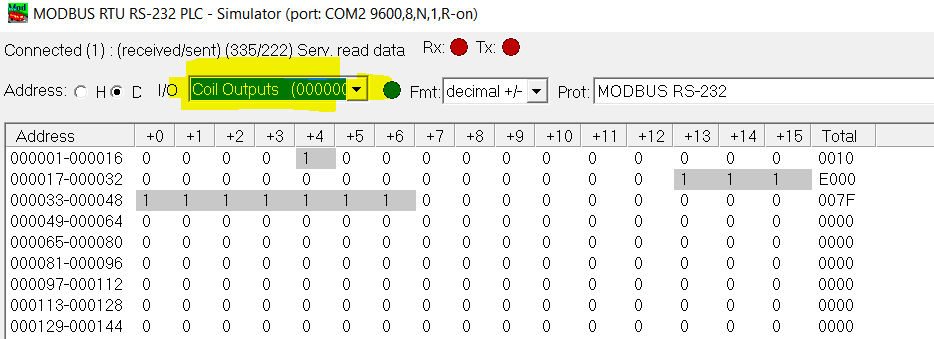 MODBUS RTU RS-232 PLC - Simulator (port: COM2 9600,8,N,1,R-on)
Connected (1) : (received/sent) (335/222) Serv. read data Rx: Tx:
Address: H D I/O Coil Outputs (000000 Fmt: decimal +/- Prot: MODBUS RS-232
Address +0 +1 +2 +3 +4 +5 +6 +7 +8 +9 +10 +11 +12 +13 +14 +15 Total
000001-000016 0 0 0 0 1 0 0 0 0 0 0 0 0 0 0 0 0010
000017-000032 0 0 0 0 0 0 0 0 0 0 0 0 0 1 1 1 E000
000033-000048 1 1 1 1 1 1 1 0 0 0 0 0 0 0 0 0 007F
000049-000064 0 0 0 0 0 0 0 0 0 0 0 0 0 0 0 0 0000
000065-000080 0 0 0 0 0 0 0 0 0 0 0 0 0 0 0 0 0000
000081-000096 0 0 0 0 0 0 0 0 0 0 0 0 0 0 0 0 0000
000097-000112 0 0 0 0 0 0 0 0 0 0 0 0 0 0 0 0 0000
000113-000128 0 0 0 0 0 0 0 0 0 0 0 0 0 0 0 0 0000
000129-000144 0 0 0 0 0 0 0 0 0 0 0 0 0 0 0 0 0000